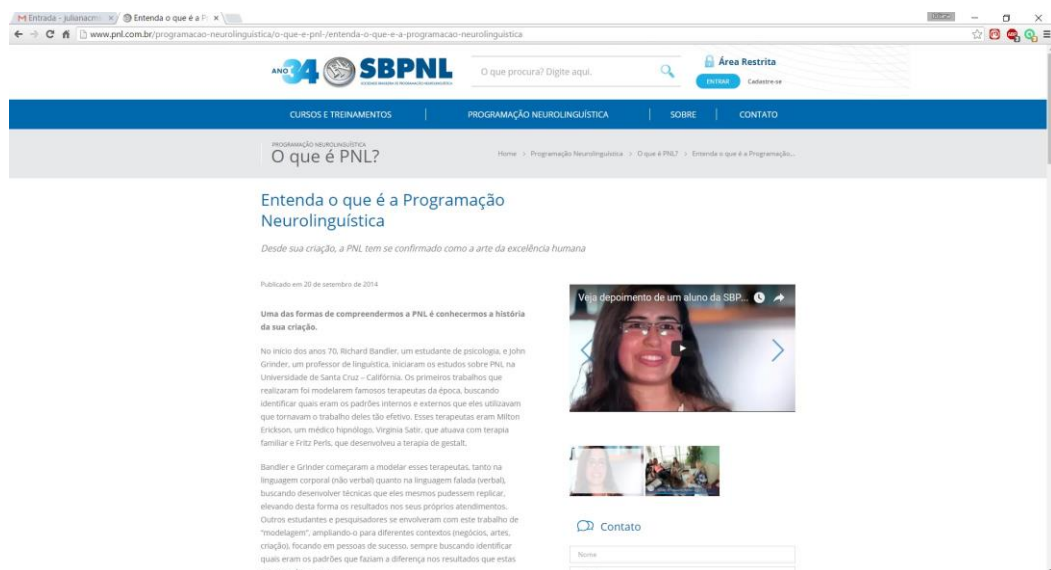 Entrada - julianacm
Entenda o que é a P
www.pnl.com.br/programacao-neurolinguistica/o-que-e-pnl-/entenda-o-que-e-a-programacao-neurolinguistica
ANO 34 SBPNL
O que procura? Digite aqui.
Área Restrita
ENTRAR Cadastre-se
CURSOS E TREINAMENTOS
PROGRAMAÇÃO NEUROLINGUÍSTICA
SOBRE
CONTATO
PROGRAMAÇÃO NEUROLINGUÍSTICA
O que é PNL?
Home > Programação Neurolinguística > O que é PNL? > Entenda o que é a Programação...
Entenda o que é a Programação
Neurolinguística
Desde sua criação, a PNL tem se confirmado como a arte da excelência humana
Publicado em 20 de setembro de 2014
Uma das formas de compreendermos a PNL é conhecermos a história
da sua criação.
No início dos anos 70, Richard Bandler, um estudante de psicologia, e John
Grinder, um professor de linguística, iniciaram os estudos sobre PNL, na
Universidade de Santa Cruz – Califórnia. Os primeiros trabalhos que
realizaram foi modelarem famosos terapeutas da época, buscando
identificar quais eram os padrões internos e externos que eles utilizavam
que tornavam o trabalho deles tão efetivo. Esses terapeutas eram Milton
Erickson, um médico hipnólogo, Virginia Satir, que atuava com terapia
familiar e Fritz Perls, que desenvolveu a terapia de gestalt.
Bandler e Grinder começaram a modelar esses terapeutas, tanto na
linguagem corporal (não verbal) quanto na linguagem falada (verbal),
buscando desenvolver técnicas que eles mesmos pudessem replicar,
elevando desta forma os resultados nos seus próprios atendimentos.
Outros estudantes e pesquisadores se envolveram com este trabalho de
"modelagem", ampliando-o para diferentes contextos (negócios, artes,
criação), focando em pessoas de sucesso, sempre buscando identificar
quais eram os padrões que faziam a diferença nos resultados que estas
Veja depoimento de um aluno da SBP...
Contato
Nome